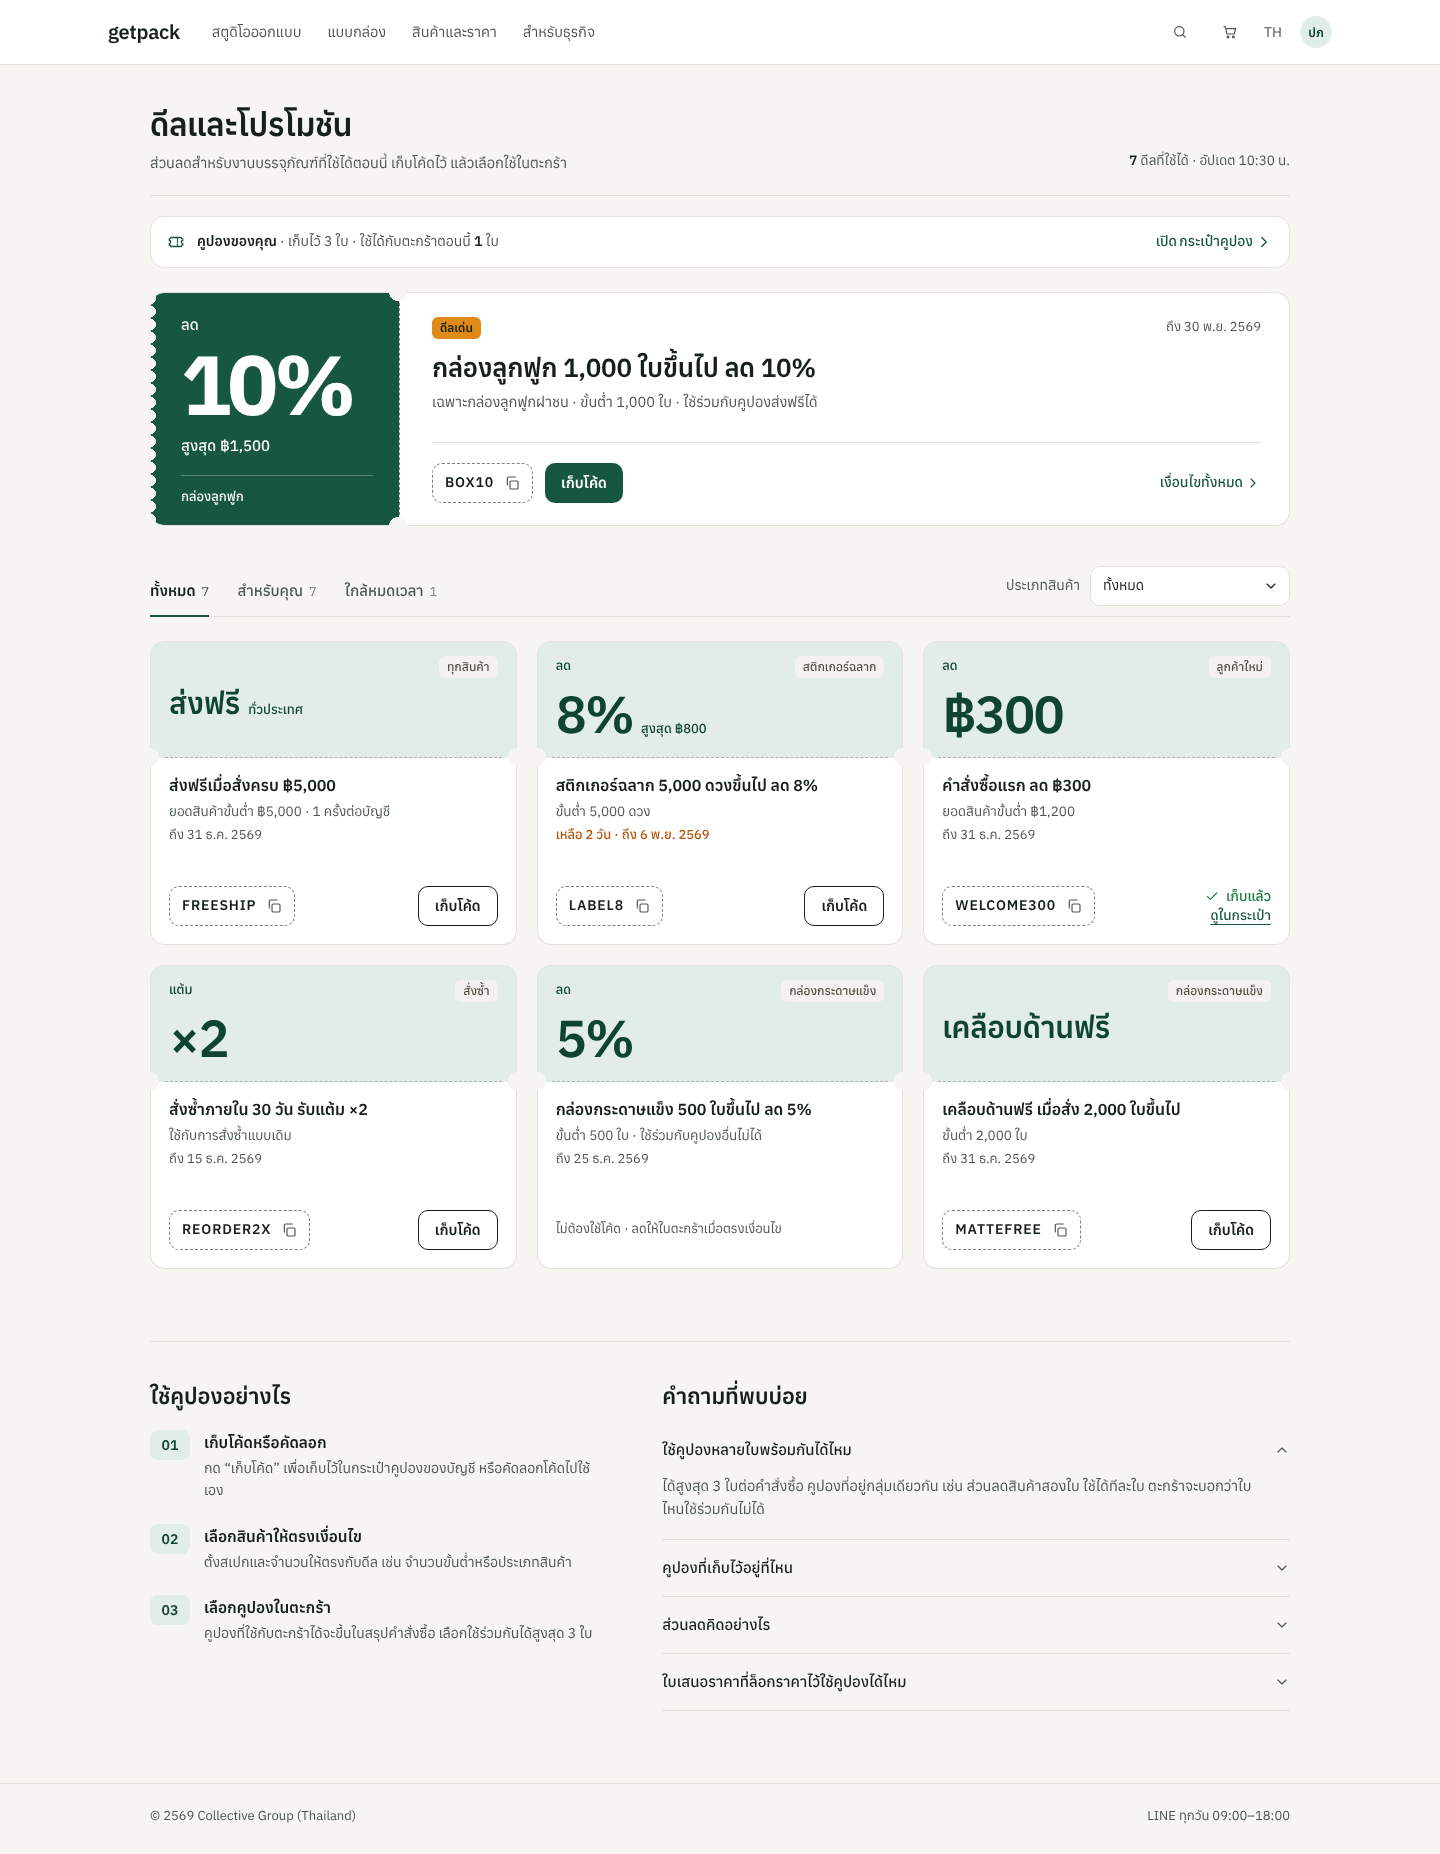 getpack
สตูดิโอออกแบบ
แบบกล่อง
สินค้าและราคา
สำหรับธุรกิจ
TH
ปภ
ดีลและโปรโมชัน
ส่วนลดสำหรับงานบรรจุภัณฑ์ที่ใช้ได้ตอนนี้ เก็บโค้ดไว้ แล้วเลือกใช้ในตะกร้า
7 ดีลที่ใช้ได้ · อัปเดต 10:30 น.
คูปองของคุณ · เก็บไว้ 3 ใบ · ใช้ได้กับตะกร้าตอนนี้ 1 ใบ
เปิดกระเป๋าคูปอง
ลด
10%
สูงสุด ฿1,500
กล่องลูกฟูก
ดีลเด่น
ถึง 30 พ.ย. 2569
กล่องลูกฟูก 1,000 ใบขึ้นไป ลด 10%
เฉพาะกล่องลูกฟูกฝาชน · ขั้นต่ำ 1,000 ใบ · ใช้ร่วมกับคูปองส่งฟรีได้
BOX10
เก็บโค้ด
เงื่อนไขทั้งหมด
ทั้งหมด 7
สำหรับคุณ 7
ใกล้หมดเวลา 1
ประเภทสินค้า
ทั้งหมด
ทุกสินค้า
ส่งฟรี ทั่วประเทศ
ส่งฟรีเมื่อสั่งครบ ฿5,000
ยอดสินค้าขั้นต่ำ ฿5,000 · 1 ครั้งต่อบัญชี
ถึง 31 ธ.ค. 2569
FREESHIP
เก็บโค้ด
ลด
สติกเกอร์ฉลาก
8% สูงสุด ฿800
สติกเกอร์ฉลาก 5,000 ดวงขึ้นไป ลด 8%
ขั้นต่ำ 5,000 ดวง
เหลือ 2 วัน · ถึง 6 พ.ย. 2569
LABEL8
เก็บโค้ด
ลด
ลูกค้าใหม่
฿300
คำสั่งซื้อแรก ลด ฿300
ยอดสินค้าขั้นต่ำ ฿1,200
ถึง 31 ธ.ค. 2569
WELCOME300
เก็บแล้ว
ดูในกระเป๋า
แต้ม
สั่งซ้ำ
×2
สั่งซ้ำภายใน 30 วัน รับแต้ม ×2
ใช้กับการสั่งซ้ำแบบเดิม
ถึง 15 ธ.ค. 2569
REORDER2X
เก็บโค้ด
ลด
กล่องกระดาษแข็ง
5%
กล่องกระดาษแข็ง 500 ใบขึ้นไป ลด 5%
ขั้นต่ำ 500 ใบ · ใช้ร่วมกับคูปองอื่นไม่ได้
ถึง 25 ธ.ค. 2569
ไม่ต้องใช้โค้ด · ลดให้ในตะกร้าเมื่อตรงเงื่อนไข
กล่องกระดาษแข็ง
เคลือบด้านฟรี
เคลือบด้านฟรี เมื่อสั่ง 2,000 ใบขึ้นไป
ขั้นต่ำ 2,000 ใบ
ถึง 31 ธ.ค. 2569
MATTEFREE
เก็บโค้ด
ใช้คูปองอย่างไร
01
เก็บโค้ดหรือคัดลอก
กด “เก็บโค้ด” เพื่อเก็บไว้ในกระเป๋าคูปองของบัญชี หรือคัดลอกโค้ดไปใช้
เอง
02
เลือกสินค้าให้ตรงเงื่อนไข
ตั้งสเปกและจำนวนให้ตรงกับดีล เช่น จำนวนขั้นต่ำหรือประเภทสินค้า
03
เลือกคูปองในตะกร้า
คูปองที่ใช้กับตะกร้าได้จะขึ้นในสรุปคำสั่งซื้อ เลือกใช้ร่วมกันได้สูงสุด 3 ใบ
คำถามที่พบบ่อย
ใช้คูปองหลายใบพร้อมกันได้ไหม
ได้สูงสุด 3 ใบต่อคำสั่งซื้อ คูปองที่อยู่กลุ่มเดียวกัน เช่น ส่วนลดสินค้าสองใบ ใช้ได้ทีละใบ ตะกร้าจะบอกว่าใบ
ไหนใช้ร่วมกันไม่ได้
คูปองที่เก็บไว้อยู่ที่ไหน
ส่วนลดคิดอย่างไร
ใบเสนอราคาที่ล็อกราคาไว้ใช้คูปองได้ไหม
© 2569 Collective Group (Thailand)
LINE ทุกวัน 09:00–18:00